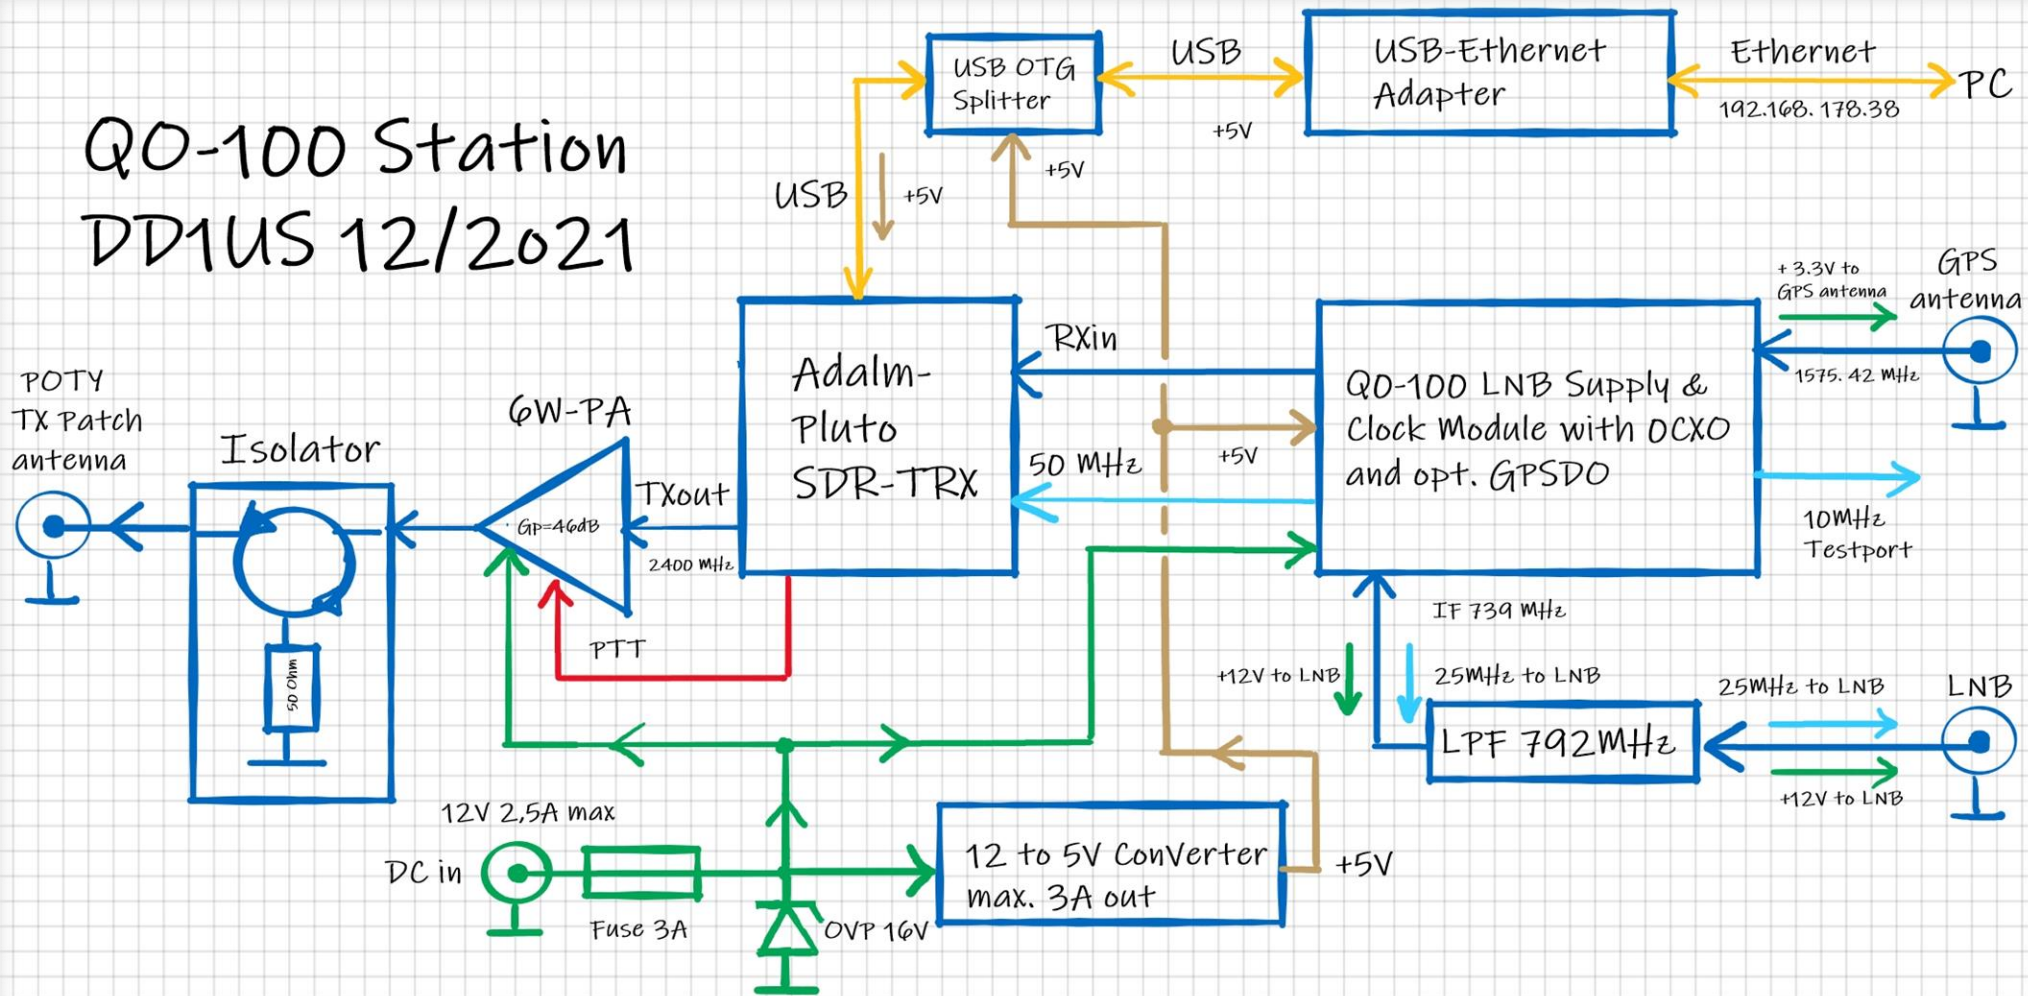 QO-100 Station
DD1US 12/2021
USB OTG
Splitter
USB
USB-Ethernet
Adapter
Ethernet
192.168.178.38
PC
+5V
+5V
USB
+5V
+ 3.3V to
GPS antenna
GPS
antenna
1575.42 MHz
POTY
TX Patch
antenna
Isolator
50 Ohm
6W-PA
Gp=46dB
TXout
2400 MHz
PTT
Adalm-
Pluto
SDR-TRX
RXin
50 MHz
+5V
QO-100 LNB Supply &
Clock Module with OCXO
and opt. GPSDO
10MHz
Testport
IF 739 MHz
+12V to LNB
25MHz to LNB
LPF 792MHz
25MHz to LNB
+12V to LNB
LNB
12V 2,5A max
DC in
Fuse 3A
OVP 16V
12 to 5V ConVerter
max. 3A out
+5V